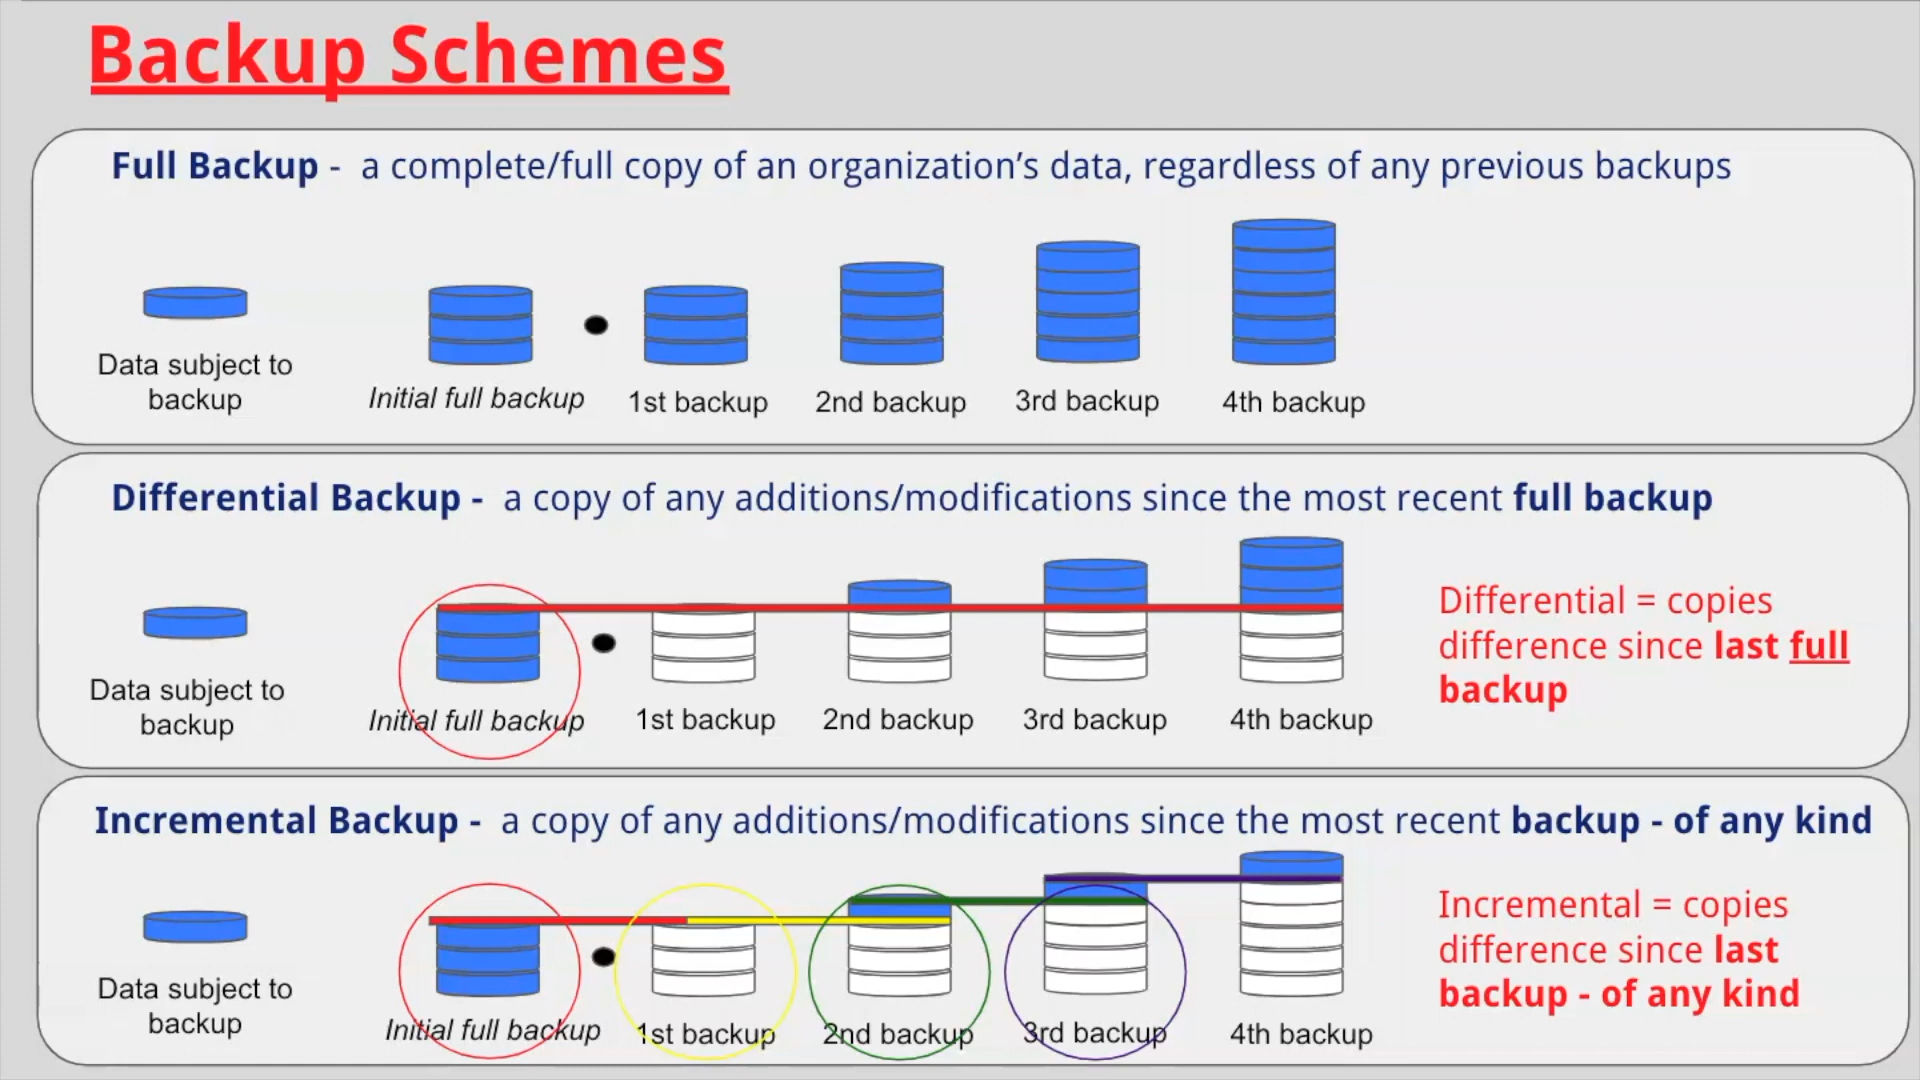 Backup Schemes
Full Backup - a complete/full copy of an organization’s data, regardless of any previous backups
Data subject to
backup
Initial full backup
1st backup
2nd backup
3rd backup
4th backup
Differential Backup - a copy of any additions/modifications since the most recent full backup
Data subject to
backup
Initial full backup
1st backup
2nd backup
3rd backup
4th backup
Differential = copies
difference since last full
backup
Incremental Backup - a copy of any additions/modifications since the most recent backup - of any kind
Data subject to
backup
Initial full backup
1st backup
2nd backup
3rd backup
4th backup
Incremental = copies
difference since last
backup - of any kind